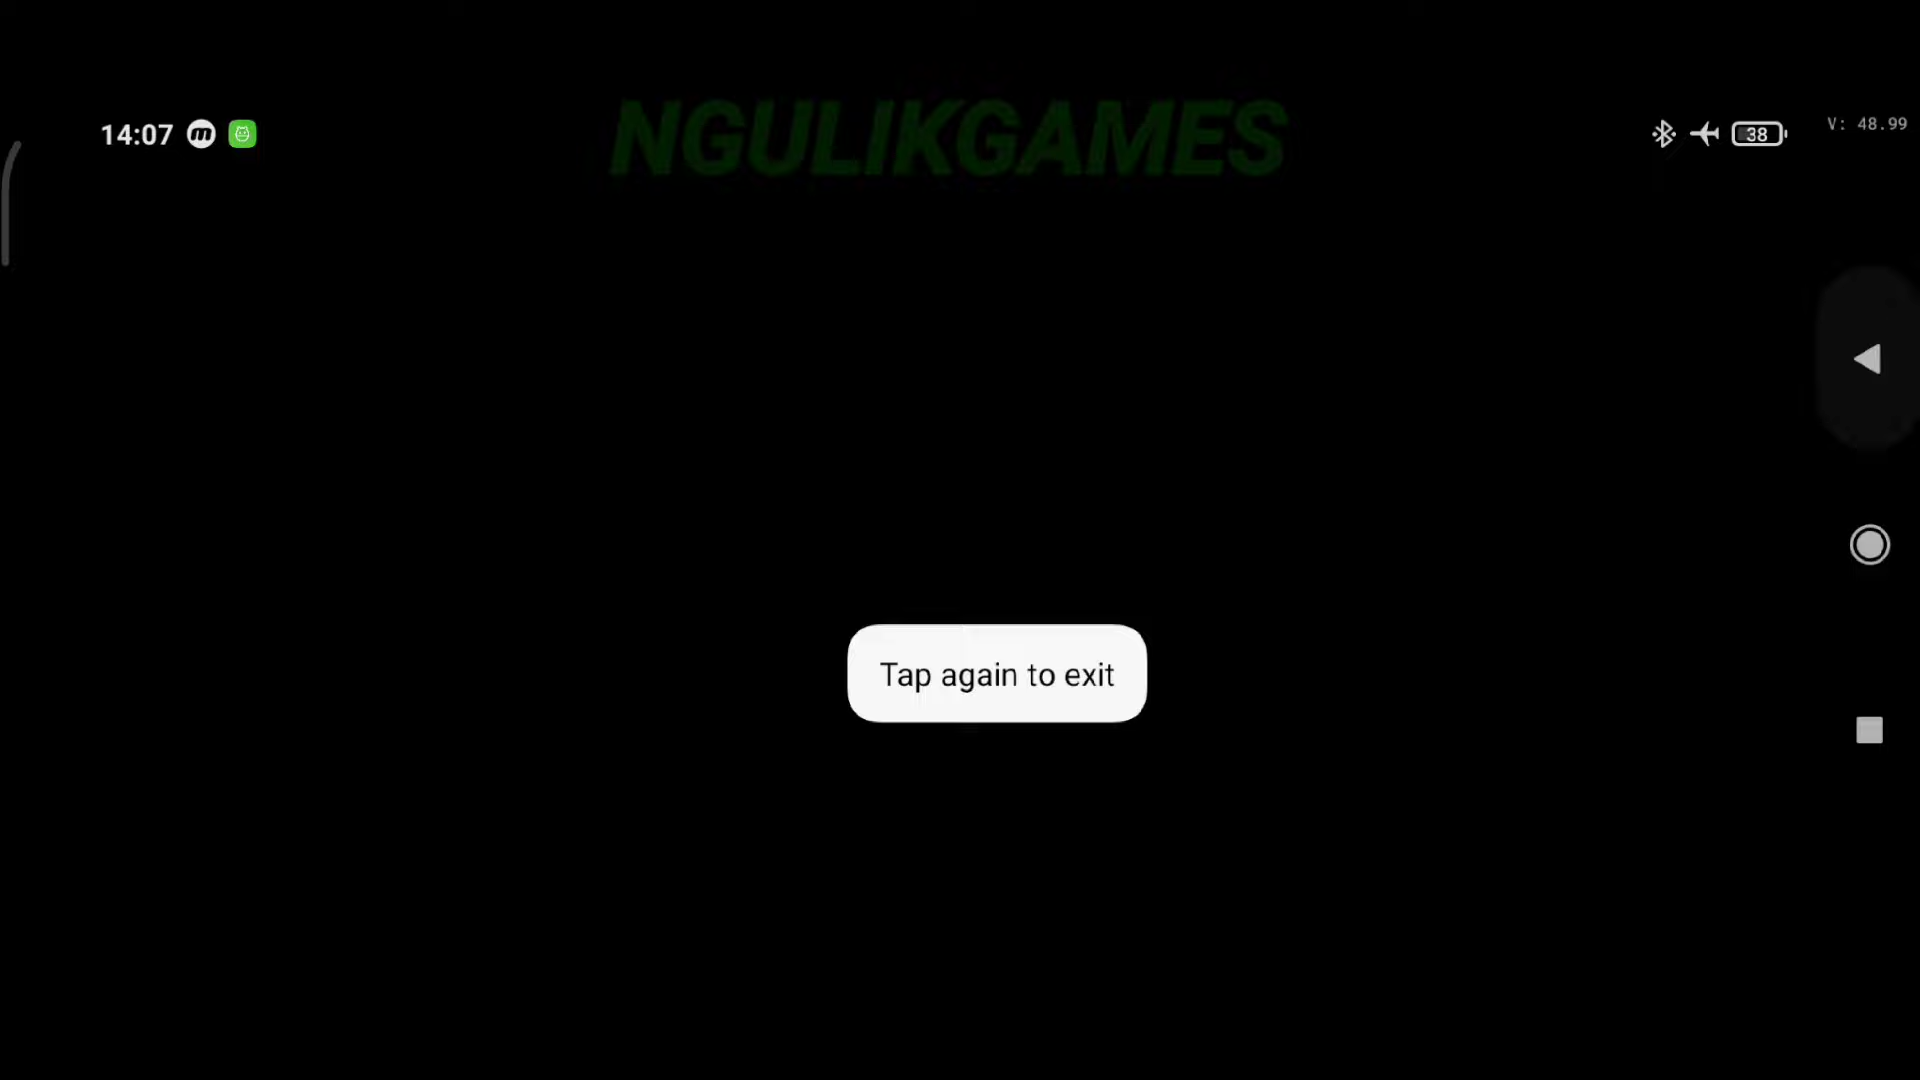 NGULIKGAMES
14:07
38
V: 48.99
Tap again to exit